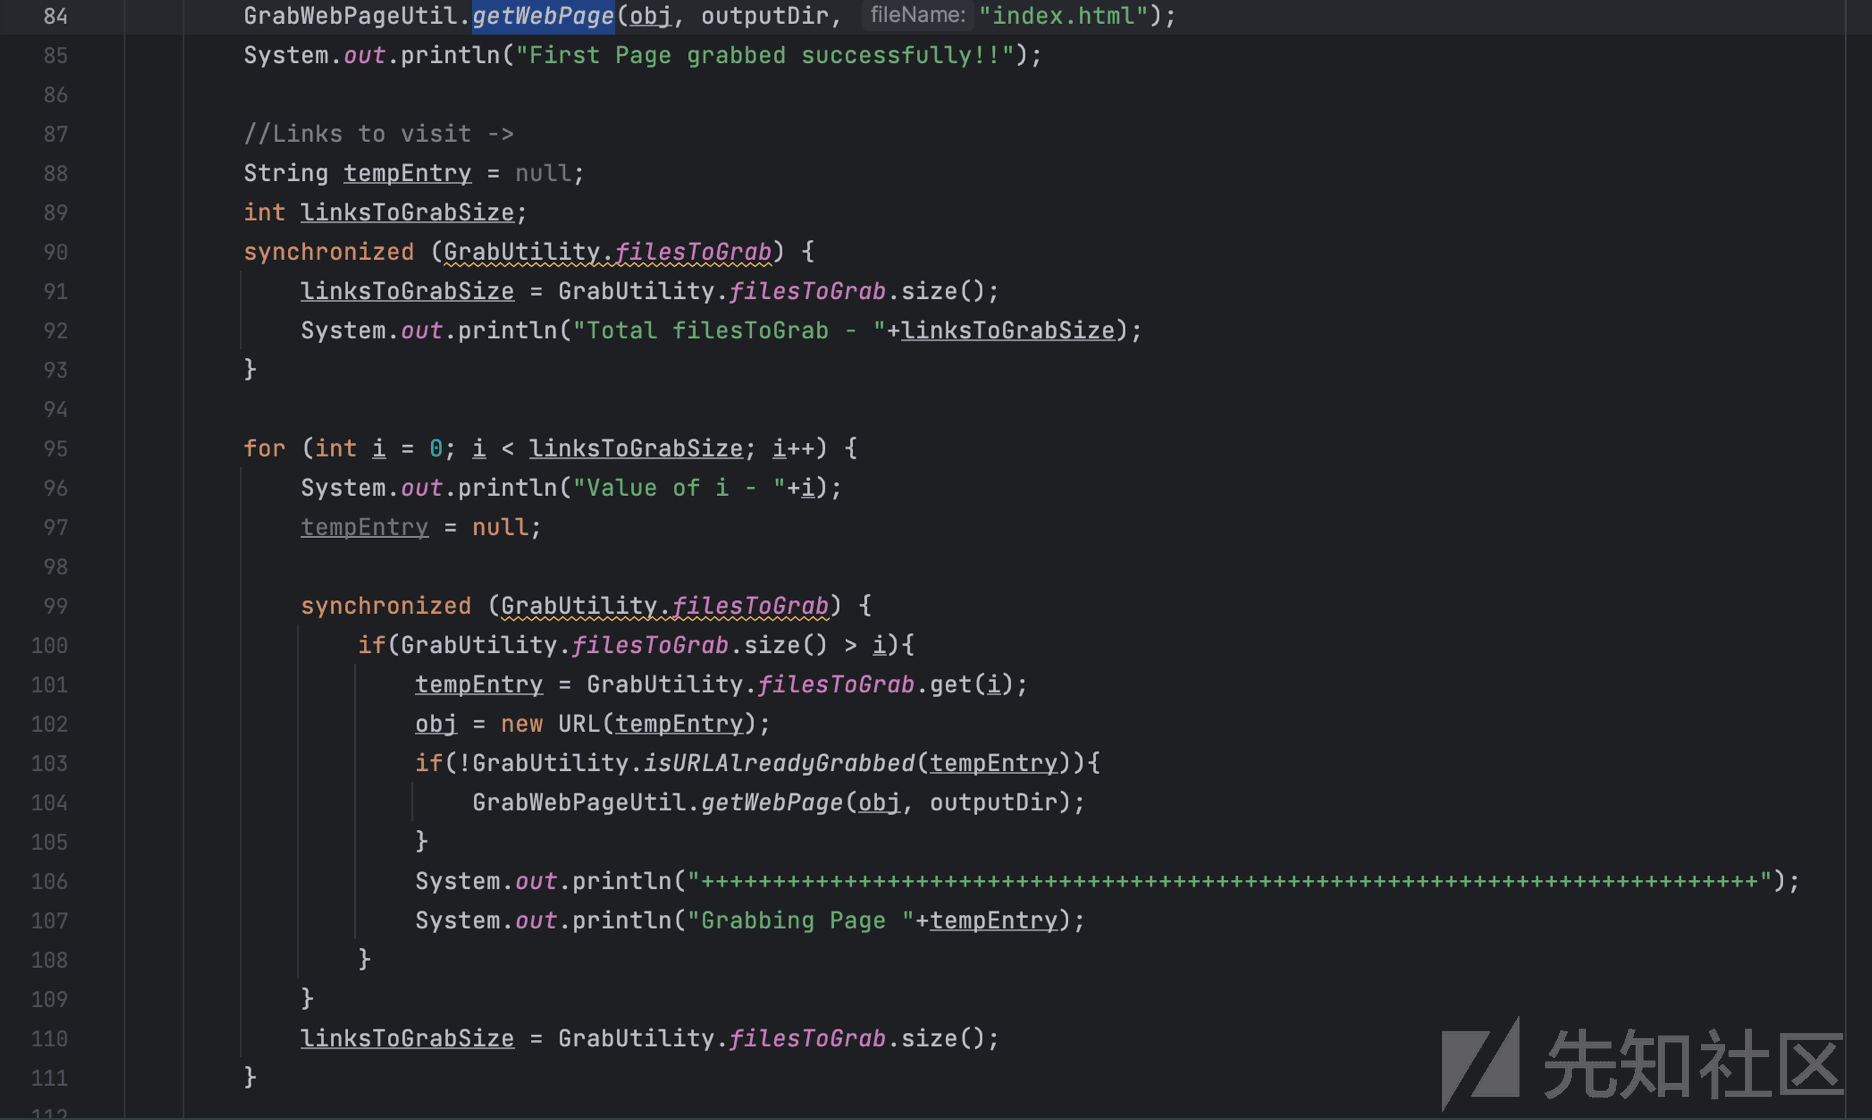 84 GrabWebPageUtil.getWebPage(obj, outputDir, fileName: "index.html");
85 System.out.println("First Page grabbed successfully!!");
86
87 //Links to visit ->
88 String tempEntry = null;
89 int linksToGrabSize;
90 synchronized (GrabUtility.filesToGrab) {
91 linksToGrabSize = GrabUtility.filesToGrab.size();
92 System.out.println("Total filesToGrab - "+linksToGrabSize);
93 }
94
95 for (int i = 0; i < linksToGrabSize; i++) {
96 System.out.println("Value of i - "+i);
97 tempEntry = null;
98
99 synchronized (GrabUtility.filesToGrab) {
100 if(GrabUtility.filesToGrab.size() > i){
101 tempEntry = GrabUtility.filesToGrab.get(i);
102 obj = new URL(tempEntry);
103 if(!GrabUtility.isURLAlreadyGrabbed(tempEntry)){
104 GrabWebPageUtil.getWebPage(obj, outputDir);
105 }
106 System.out.println("++++++++++++++++++++++++++++++++++++++++++++++++++++++++++++++++++++++++++");
107 System.out.println("Grabbing Page "+tempEntry);
108 }
109 }
110 linksToGrabSize = GrabUtility.filesToGrab.size();
111 }
112
先知社区